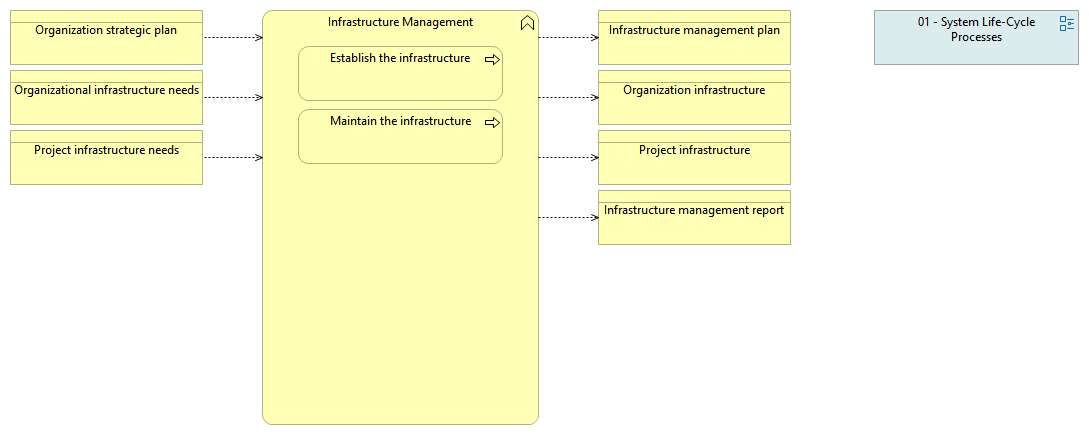 Organization strategic plan
Organizational infrastructure needs
Project infrastructure needs
Infrastructure Management
Establish the infrastructure
Maintain the infrastructure
Infrastructure management plan
Organization infrastructure
Project infrastructure
Infrastructure management report
01 - System Life-Cycle
Processes